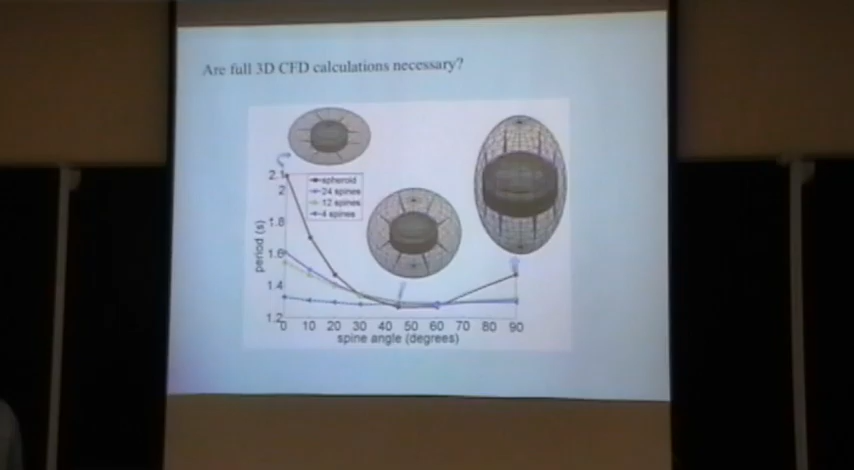 Are full 3D CFD calculations necessary?
2.1
2
1.8
1.6
1.4
1.2
period (s)
spheroid
24 spines
12 spines
4 spines
0 10 20 30 40 50 60 70 80 90
spine angle (degrees)